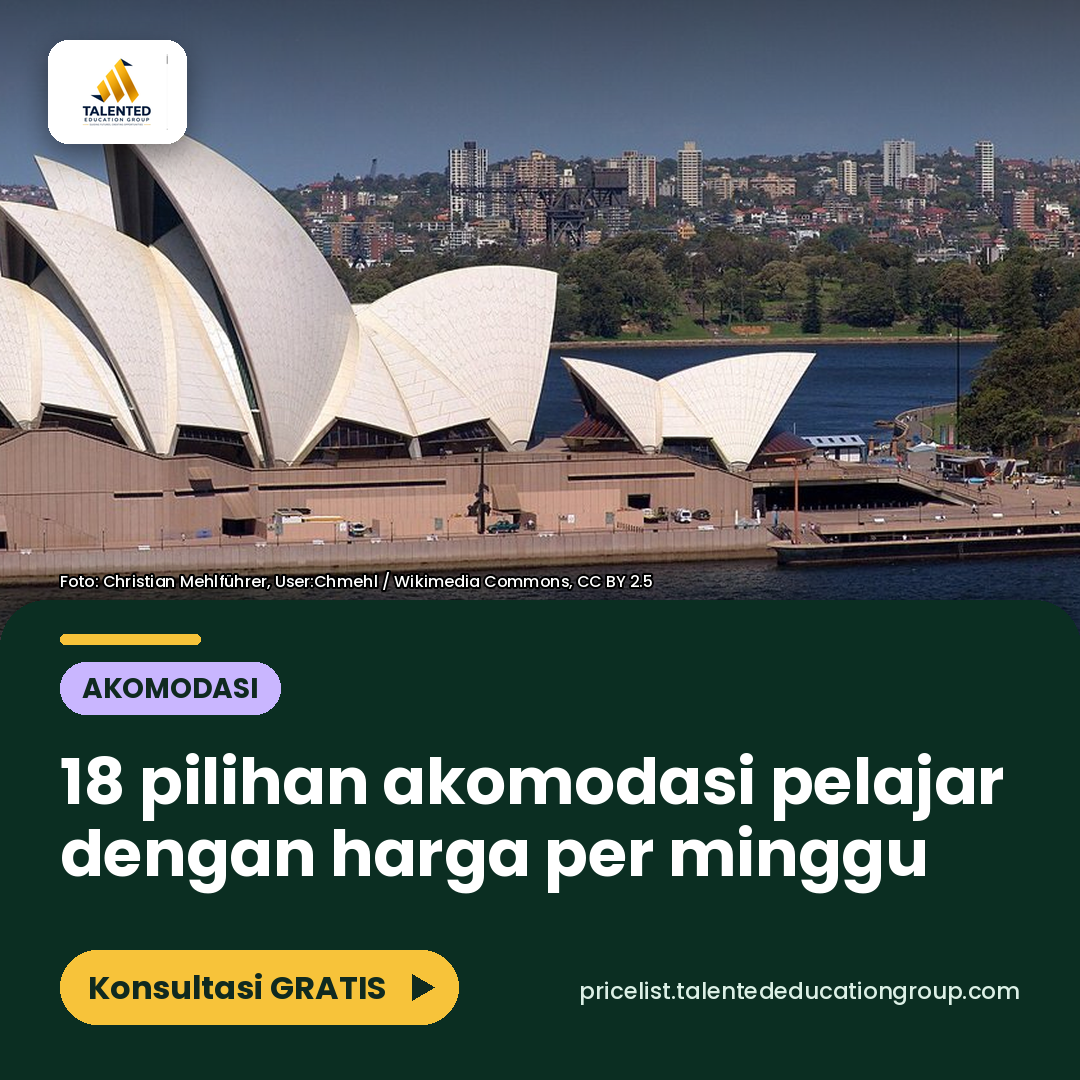 TALENTED
EDUCATION GROUP
Foto: Christian Mehlführer, User:Chmehl / Wikimedia Commons, CC BY 2.5
AKOMODASI
18 pilihan akomodasi pelajar
dengan harga per minggu
Konsultasi GRATIS
pricelist.talentededucationgroup.com